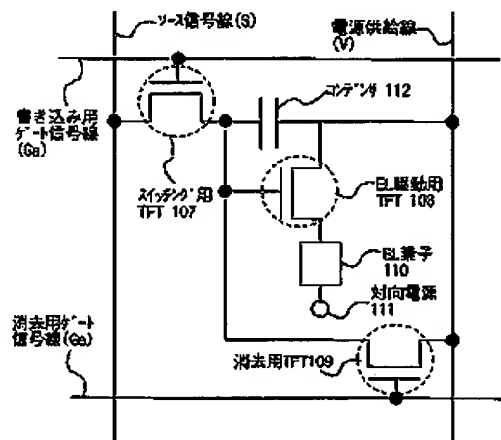 ソース信号線(S)
電源供給線
(V)
書き込み用
ゲート信号線
(Ga)
コンデンサ 112
スイッチング用
TFT 107
EL駆動用
TFT 108
EL素子
110
対向電源
111
消去用ゲート
信号線(Ge)
消去用TFT109